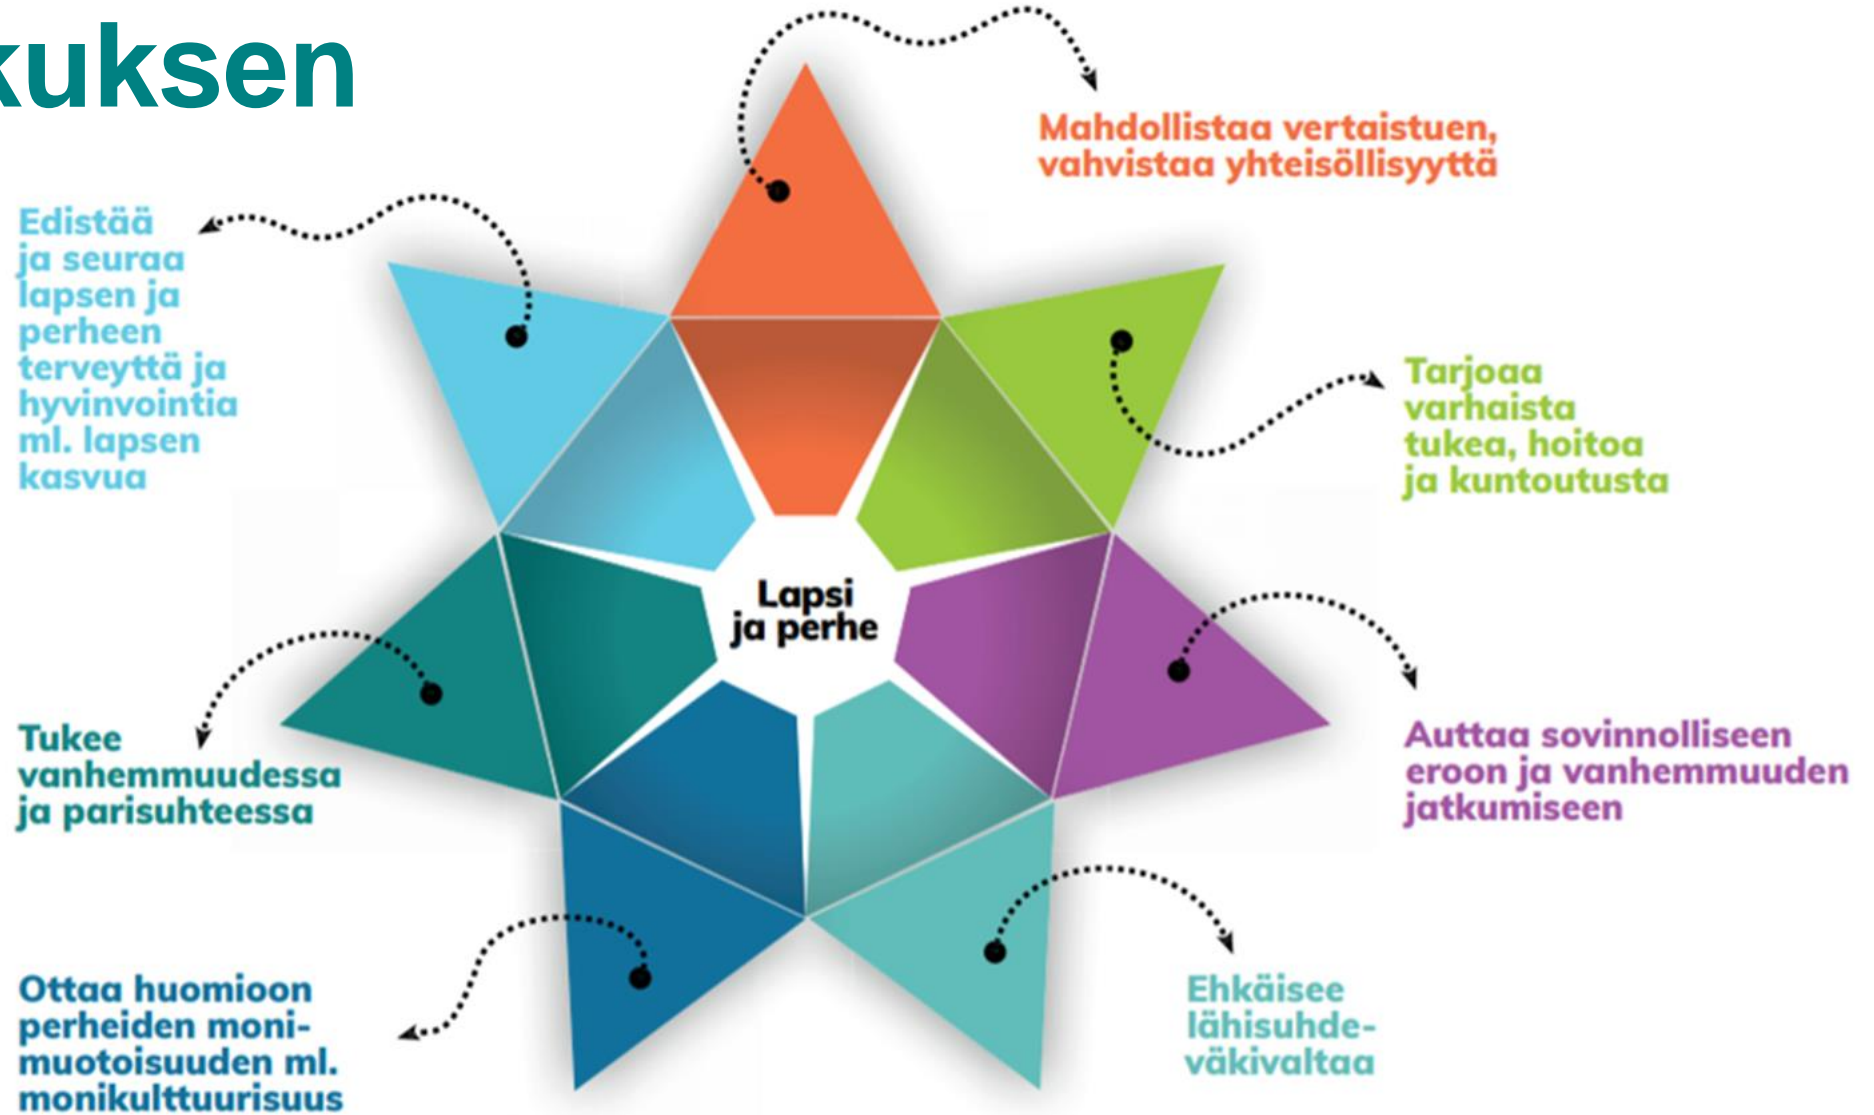 kuksen
Mahdollistaa vertaistuen,
vahvistaa yhteisöllisyyttä
Edistää
ja seuraa
lapsen ja
perheen
terveyttä ja
hyvinvointia
ml. lapsen
kasvua
Tarjoaa
varhaista
tukea, hoitoa
ja kuntoutusta
Lapsi
ja perhe
Tukee
vanhemmuudessa
ja parisuhteessa
Auttaa sovinnolliseen
eroon ja vanhemmuuden
jatkumiseen
Ottaa huomioon
perheiden moni-
muotoisuuden ml.
monikulttuurisuus
Ehkäisee
lähisuhde-
väkivaltaa